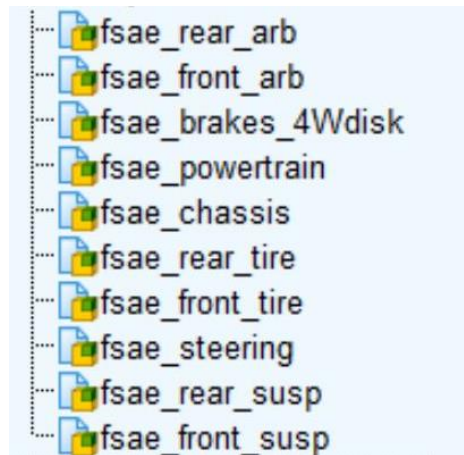 fsae_rear_arb
fsae_front_arb
fsae_brakes_4Wdisk
fsae_powertrain
fsae_chassis
fsae_rear_tire
fsae_front_tire
fsae_steering
fsae_rear_susp
fsae_front_susp